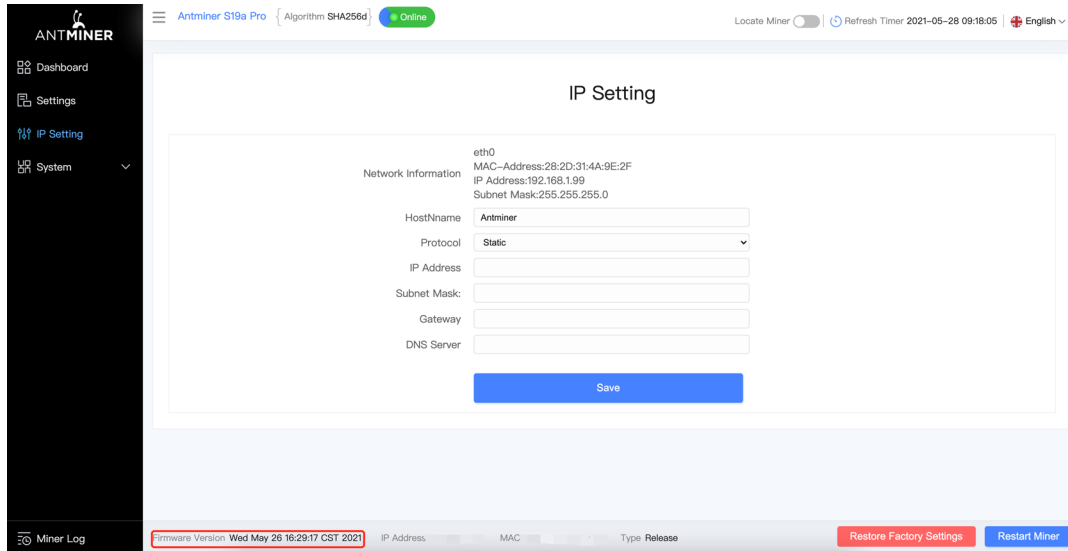 ANTMINER
Antminer S19a Pro { Algorithm SHA256d } Online
Locate Miner Refresh Timer 2021-05-28 09:18:05 English
Dashboard
Settings
IP Setting
System
Miner Log
IP Setting
Network Information
eth0
MAC-Address:28:2D:31:4A:9E:2F
IP Address:192.168.1.99
Subnet Mask:255.255.255.0
HostNname Antminer
Protocol Static
IP Address
Subnet Mask:
Gateway
DNS Server
Save
Firmware Version Wed May 26 16:29:17 CST 2021 IP Address MAC Type Release
Restore Factory Settings Restart Miner